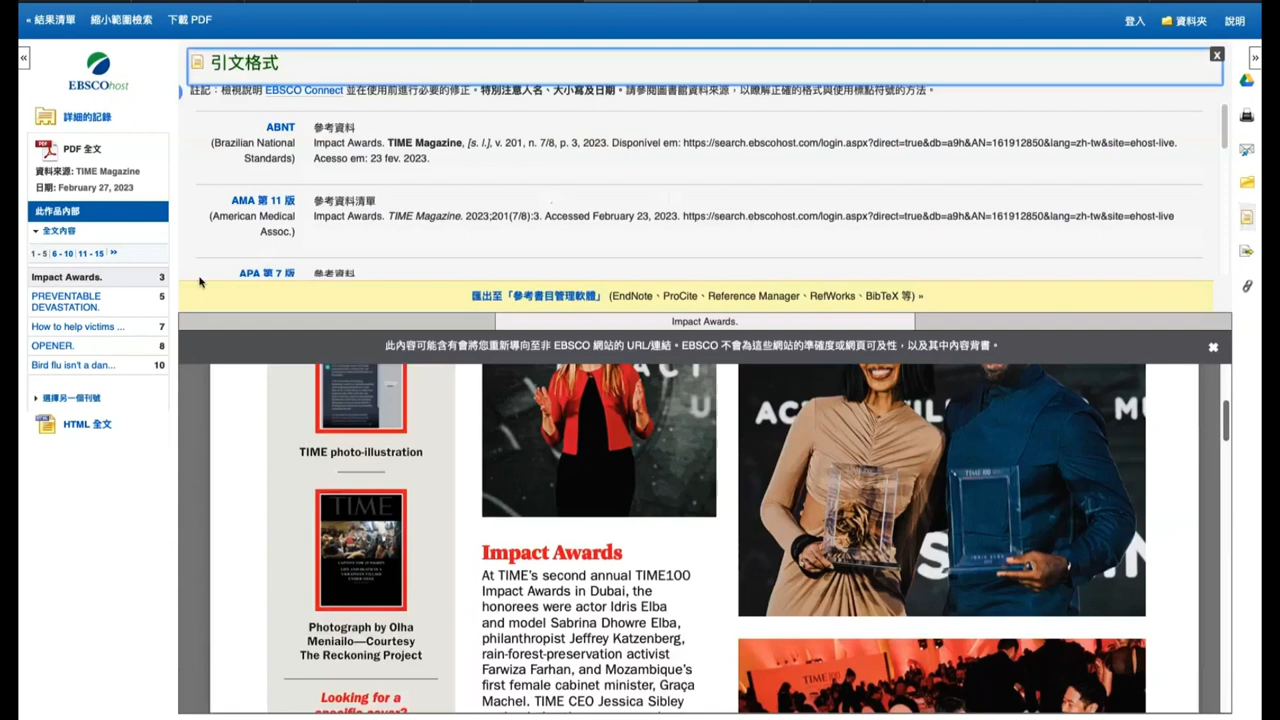 « 結果清單
縮小範圍檢索
下載 PDF
登入
資料夾
說明
«
»
EBSCOhost
詳細的記錄
PDF
PDF 全文
資料來源: TIME Magazine
日期: February 27, 2023
此作品內部
全文內容
1 - 5 | 6 - 10 | 11 - 15 | »
Impact Awards. 3
PREVENTABLE 5
DEVASTATION.
How to help victims ... 7
OPENER. 8
Bird flu isn't a dan... 10
選擇另一個刊號
HTML 全文
引文格式
X
註記：檢視說明 EBSCO Connect 並在使用前進行必要的修正。特別注意人名、大小寫及日期。請參閱圖書館資料來源，以瞭解正確的格式與使用標點符號的方法。
ABNT
(Brazilian National
Standards)
參考資料
Impact Awards. TIME Magazine, [s. l.], v. 201, n. 7/8, p. 3, 2023. Disponível em: https://search.ebscohost.com/login.aspx?direct=true&db=a9h&AN=161912850&lang=zh-tw&site=ehost-live.
Acesso em: 23 fev. 2023.
AMA 第 11 版
(American Medical
Assoc.)
參考資料清單
Impact Awards. TIME Magazine. 2023;201(7/8):3. Accessed February 23, 2023. https://search.ebscohost.com/login.aspx?direct=true&db=a9h&AN=161912850&lang=zh-tw&site=ehost-live
APA 第 7 版
參考資料
匯出至「參考書目管理軟體」 (EndNote、ProCite、Reference Manager、RefWorks、BibTeX 等) »
Impact Awards.
此內容可能含有會將您重新導向至非 EBSCO 網站的 URL/連結。EBSCO 不會為這些網站的準確度或網頁可及性，以及其中內容背書。
TIME photo-illustration
TIME
Photograph by Olha
Meniailo—Courtesy
The Reckoning Project
Looking for a
specific cover?
Impact Awards
At TIME's second annual TIME100
Impact Awards in Dubai, the
honorees were actor Idris Elba
and model Sabrina Dhowre Elba,
philanthropist Jeffrey Katzenberg,
rain-forest-preservation activist
Farwiza Farhan, and Mozambique's
first female cabinet minister, Graça
Machel. TIME CEO Jessica Sibley
TIME 100